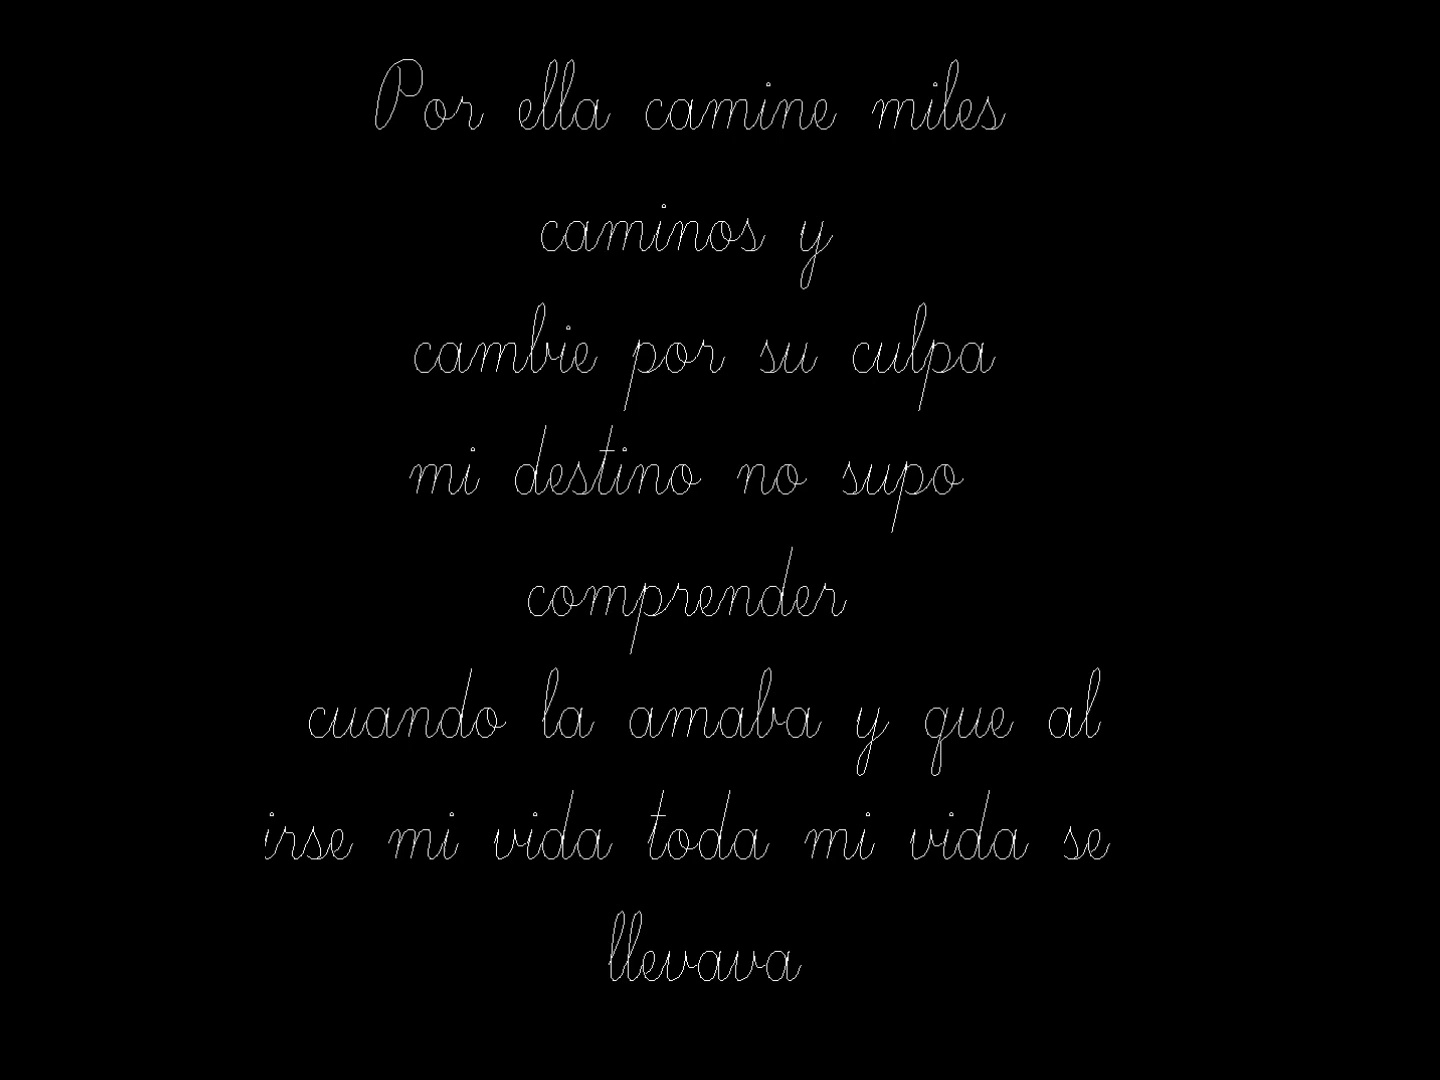 Por ella camine miles
caminos y
cambie por su culpa
mi destino no supo
comprender
cuando la amaba y que al
irse mi vida toda mi vida se
llevava